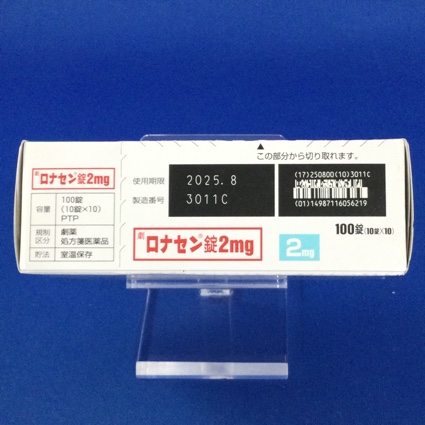 劇 ロナセン®錠2mg
容量
100錠
(10錠×10)
PTP
規制
区分
劇薬
処方箋医薬品
貯法
室温保存
この部分から切り取れます。
使用期限
2025.8
製造番号
3011C
(17)250800(10)3011C
(01)14987116056219
劇 ロナセン®錠2mg
2mg
100錠(10錠×10)